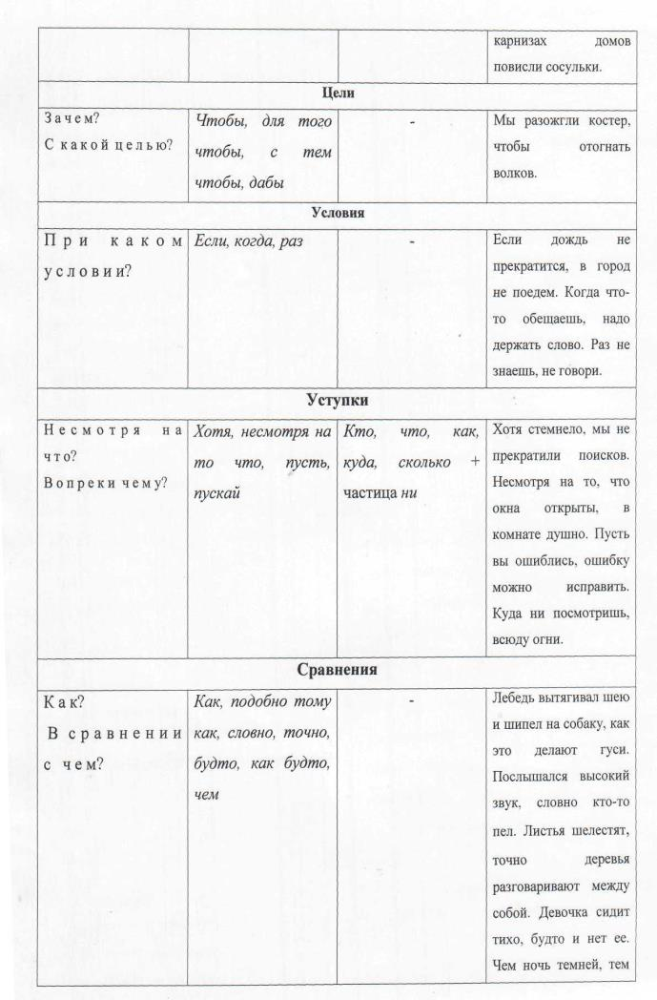 карнизах домов
повисли сосульки.
Цели
Зачем?
С какой целью?
Чтобы, для того
чтобы, с тем
чтобы, дабы
-
Мы разожгли костер,
чтобы отогнать
волков.
Условия
При каком
условии?
Если, когда, раз
-
Если дождь не
прекратится, в город
не поедем. Когда что-
то обещаешь, надо
держать слово. Раз не
знаешь, не говори.
Уступки
Несмотря на
что?
Вопреки чему?
Хотя, несмотря на
то что, пусть,
пускай
Кто, что, как,
куда, сколько +
частица ни
Хотя стемнело, мы не
прекратили поисков.
Несмотря на то, что
окна открыты, в
комнате душно. Пусть
вы ошиблись, ошибку
можно исправить.
Куда ни посмотришь,
всюду огни.
Сравнения
Как?
В сравнении
с чем?
Как, подобно тому
как, словно, точно,
будто, как будто,
чем
-
Лебедь вытягивал шею
и шипел на собаку, как
это делают гуси.
Послышался высокий
звук, словно кто-то
пел. Листья шелестят,
точно деревья
разговаривают между
собой. Девочка сидит
тихо, будто и нет ее.
Чем ночь темней, тем